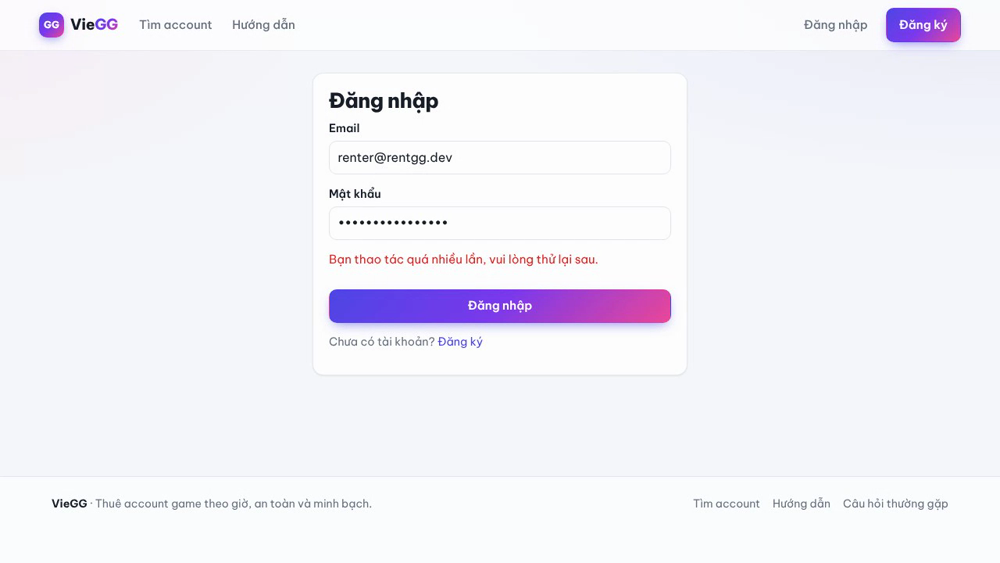 GG VieGG Tìm account Hướng dẫn Đăng nhập Đăng ký
Đăng nhập
Email
renter@rentgg.dev
Mật khẩu
••••••••••••••••
Bạn thao tác quá nhiều lần, vui lòng thử lại sau.
Đăng nhập
Chưa có tài khoản? Đăng ký
VieGG · Thuê account game theo giờ, an toàn và minh bạch. Tìm account Hướng dẫn Câu hỏi thường gặp